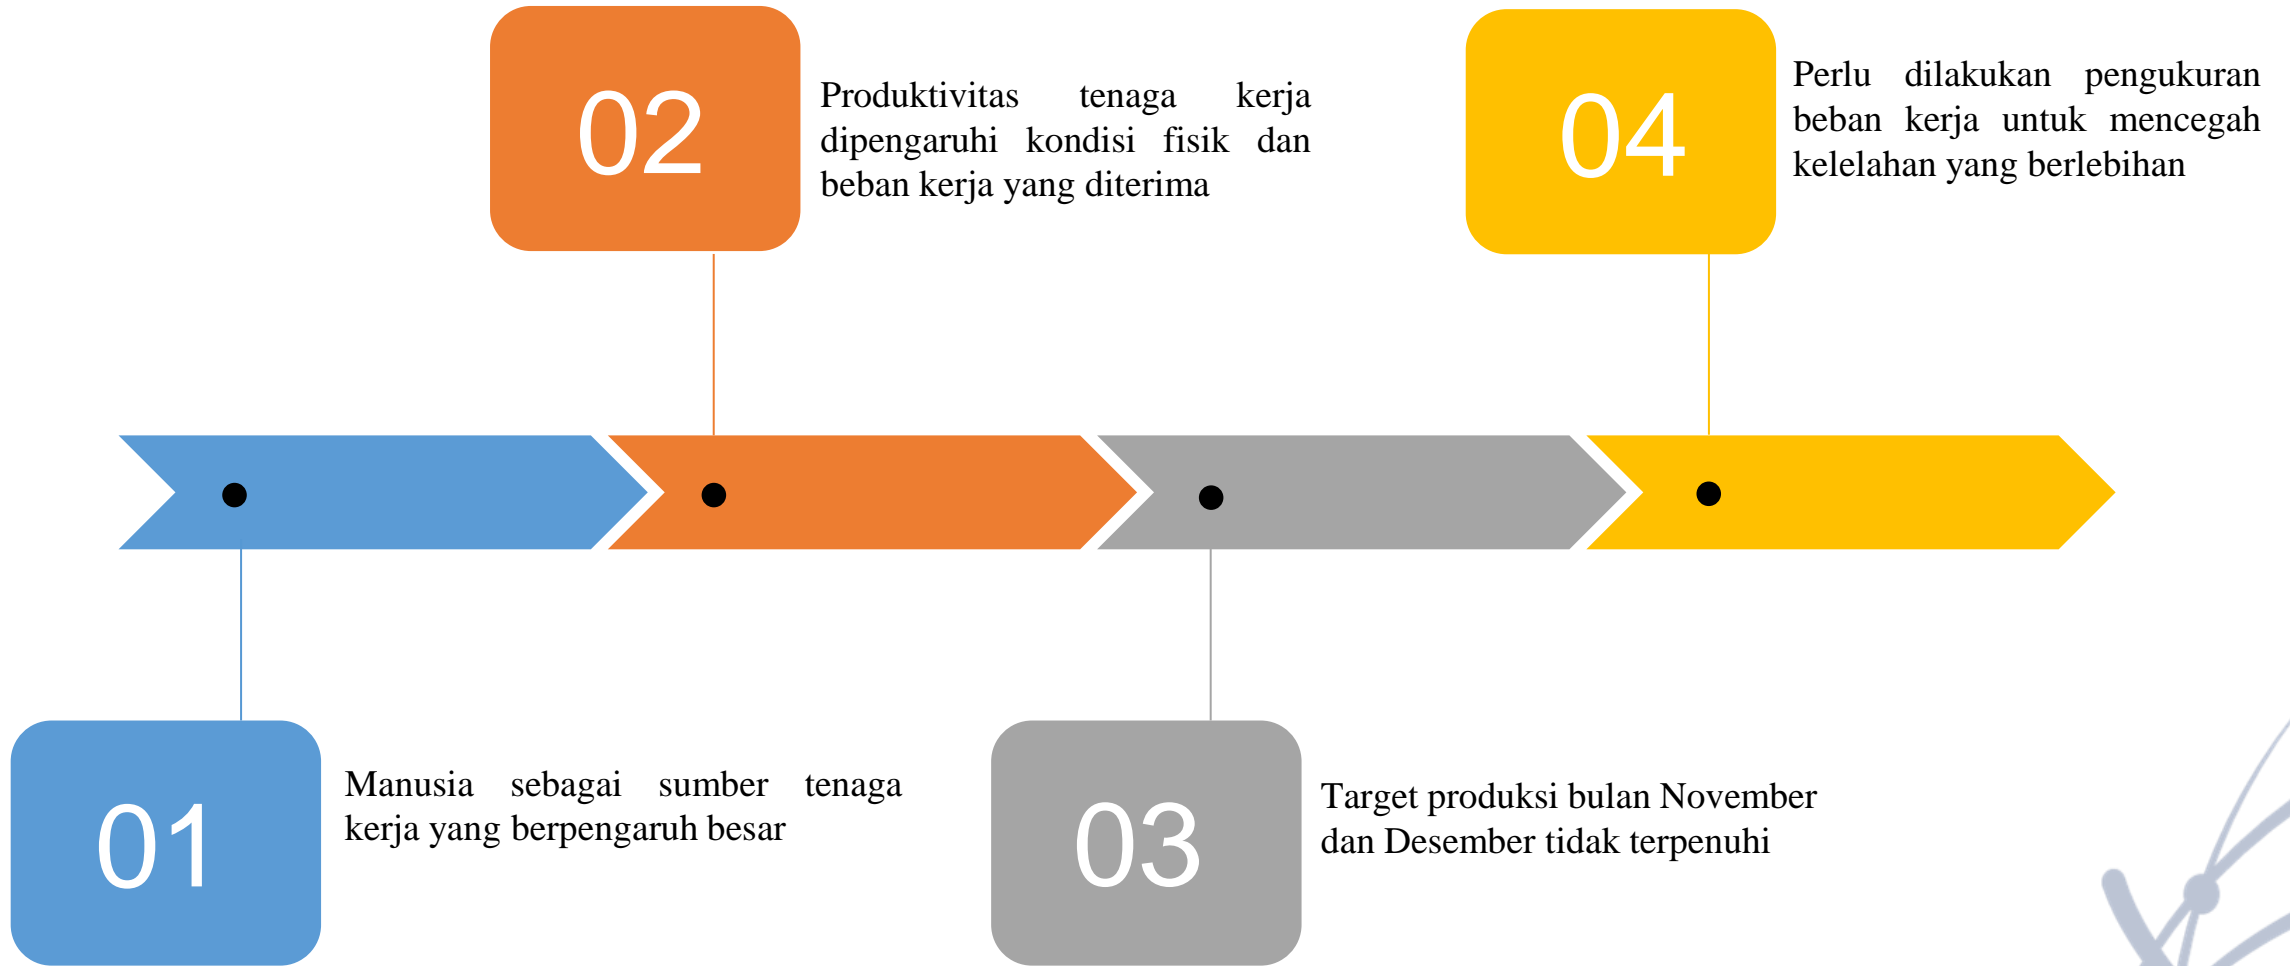 01
Manusia sebagai sumber tenaga
kerja yang berpengaruh besar
02
Produktivitas tenaga kerja
dipengaruhi kondisi fisik dan
beban kerja yang diterima
03
Target produksi bulan November
dan Desember tidak terpenuhi
04
Perlu dilakukan pengukuran
beban kerja untuk mencegah
kelelahan yang berlebihan